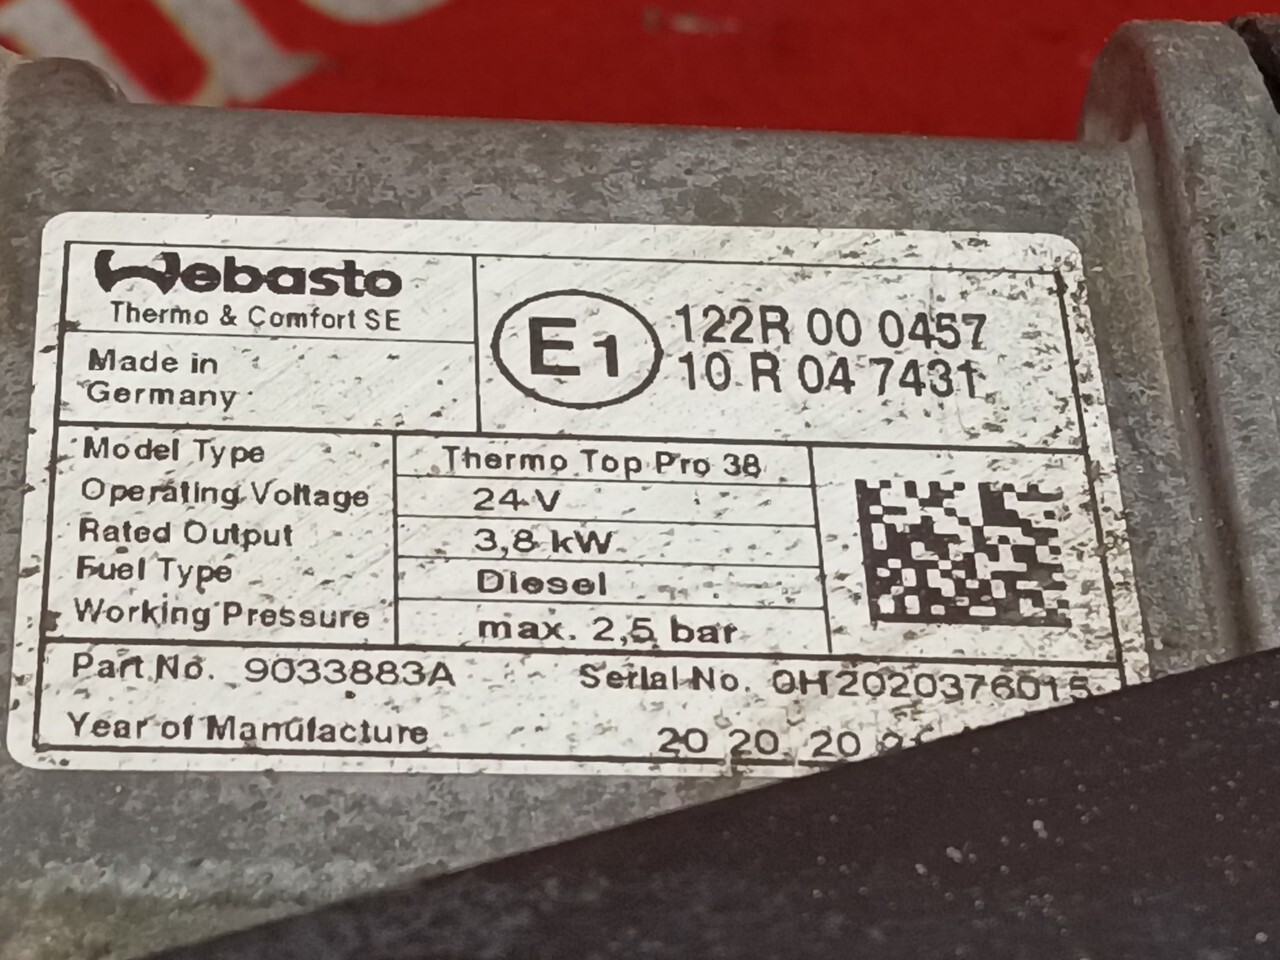 Webasto
Thermo & Comfort SE
Made in
Germany
E1
122R 00 0457
10 R 04 7431
Model Type Thermo Top Pro 38
Operating Voltage 24 V
Rated Output 3,8 kW
Fuel Type Diesel
Working Pressure max. 2,5 bar
Part No. 9033883A Serial No. 0H2020376015
Year of Manufacture 20 20 20